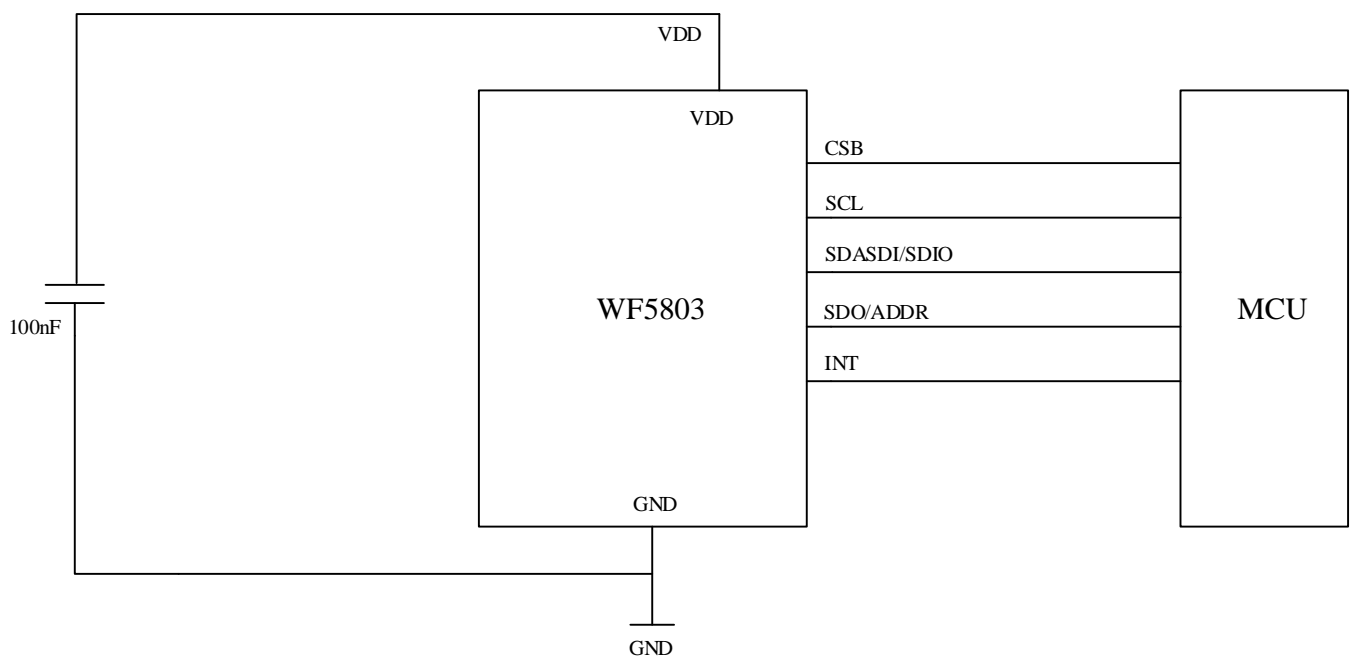 VDD
VDD
CSB
SCL
SDASDI/SDIO
WF5803
MCU
SDO/ADDR
100nF
INT
GND
GND